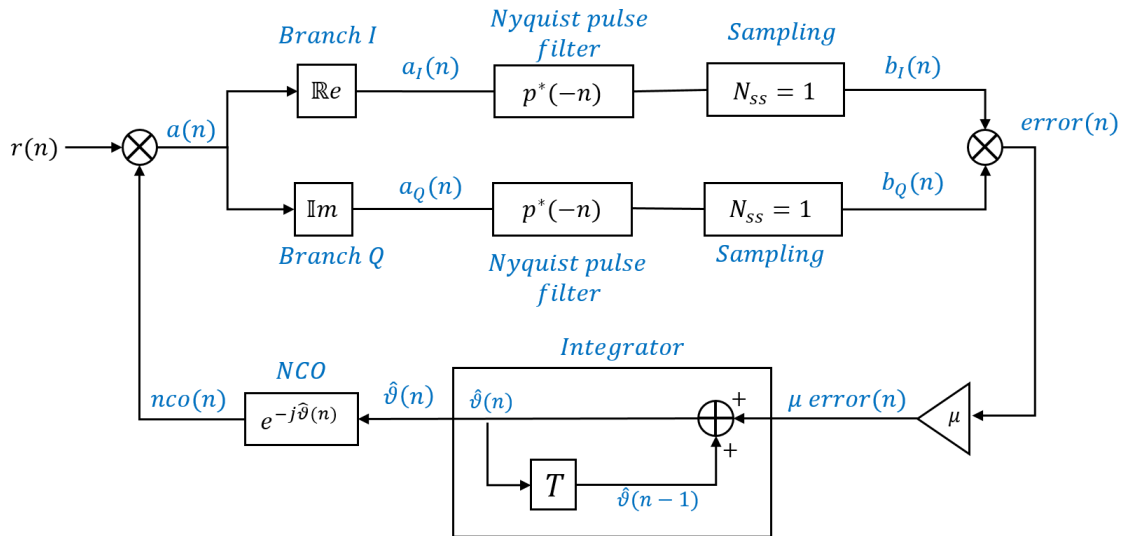 Branch I
Nyquist pulse
filter
Sampling
ℝe
a_I(n)
p*(−n)
N_ss = 1
b_I(n)
r(n)
a(n)
error(n)
𝕀m
a_Q(n)
p*(−n)
N_ss = 1
b_Q(n)
Branch Q
Nyquist pulse
filter
Sampling
Integrator
NCO
nco(n)
e^{−jϑ̂(n)}
ϑ̂(n)
ϑ̂(n)
+
+
μ error(n)
μ
T
ϑ̂(n − 1)